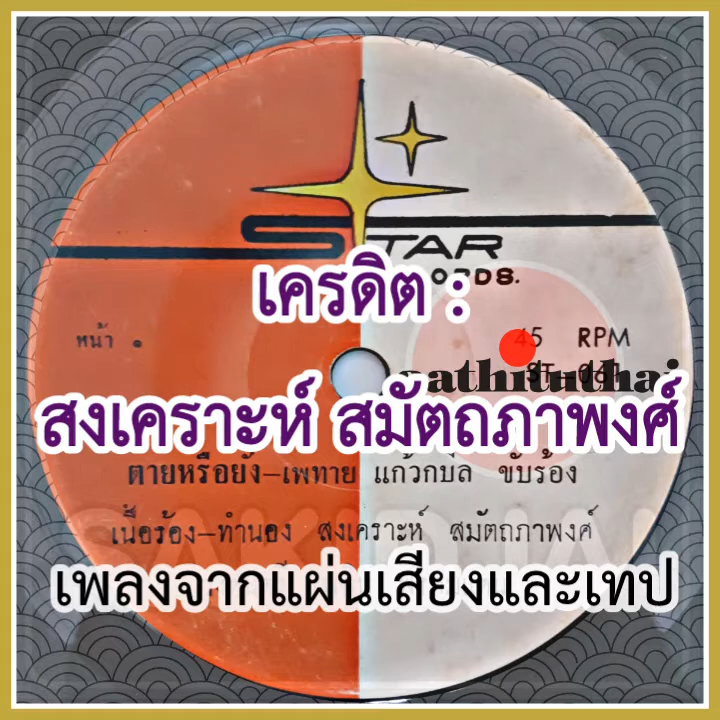 STAR
เครดิต :
หน้า ๑
45 RPM
athituthai
สงเคราะห์ สมัตถภาพงศ์
ตายหรือยัง-เพทาย แก้วกบิล ขับร้อง
เนื้อร้อง-ทำนอง สงเคราะห์ สมัตถภาพงศ์
เพลงจากแผ่นเสียงและเทป